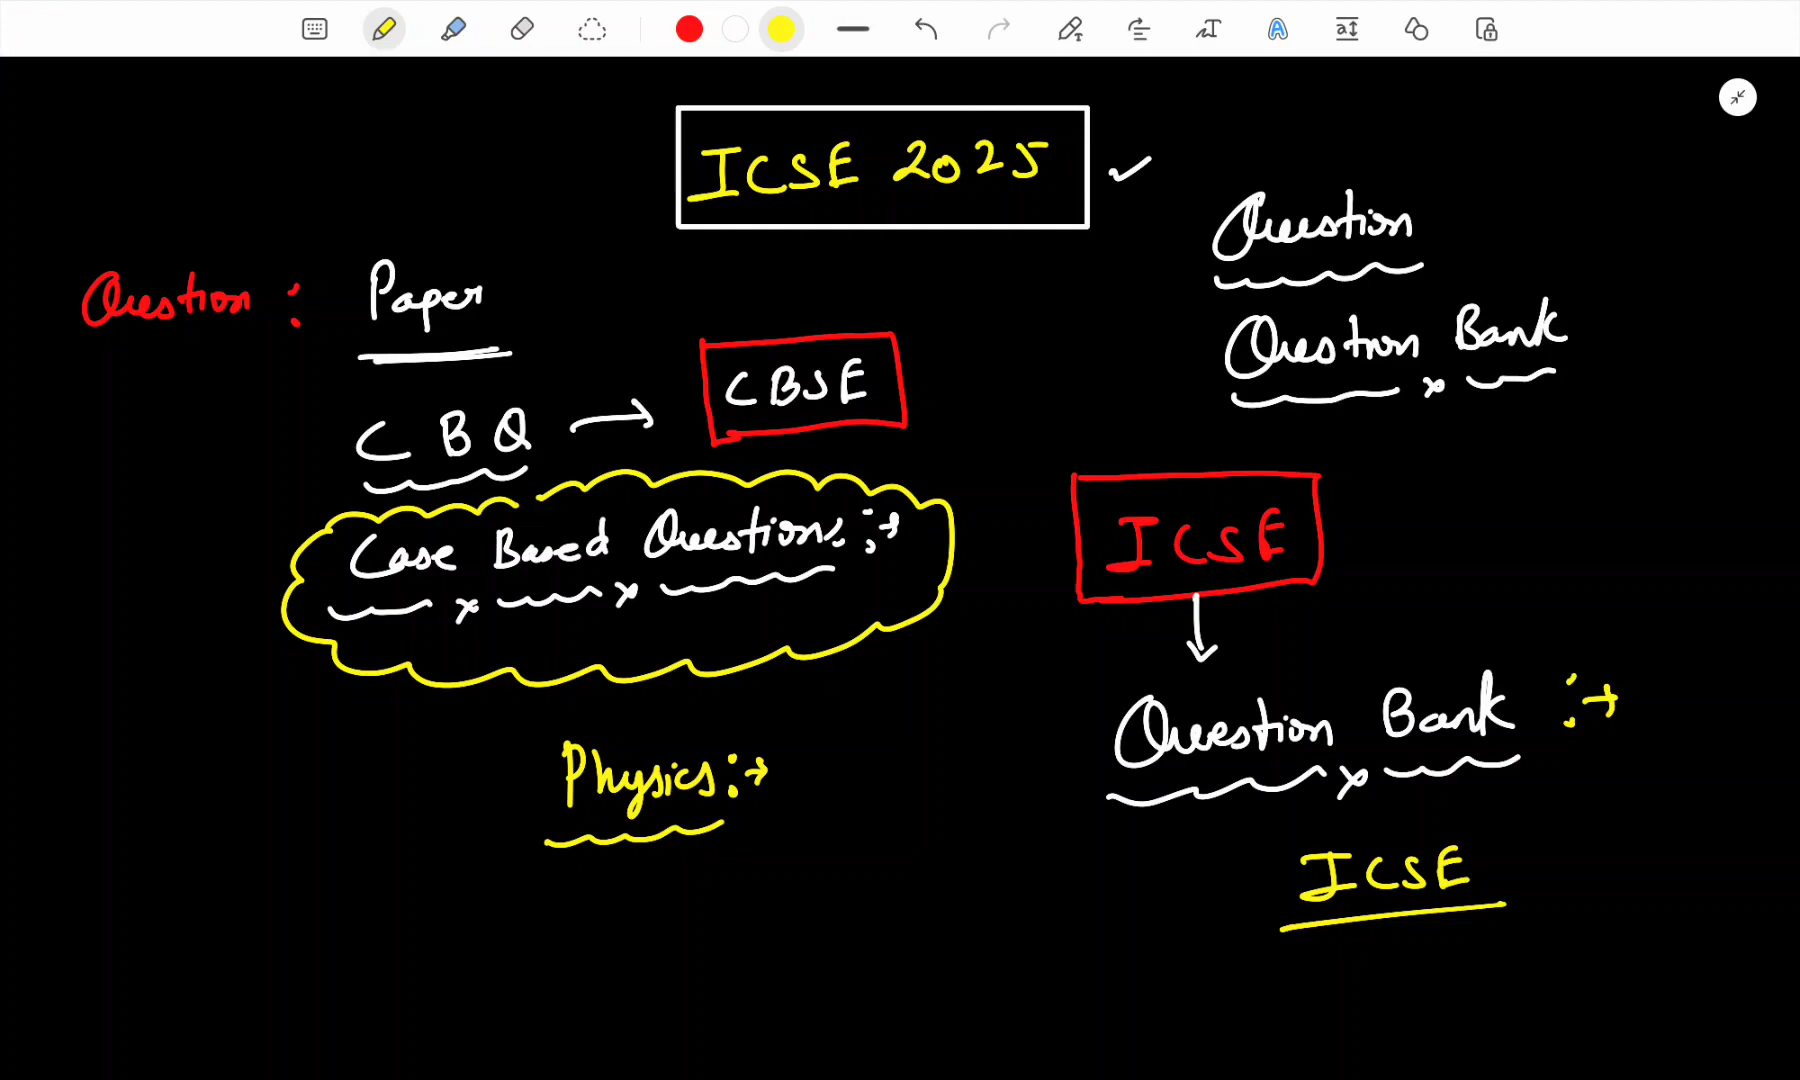 ICSE 2025
Question : Paper
CBQ → CBSE
Case Based Questions :→
Physics :→
Question
Question Bank
ICSE
Question Bank :→
ICSE